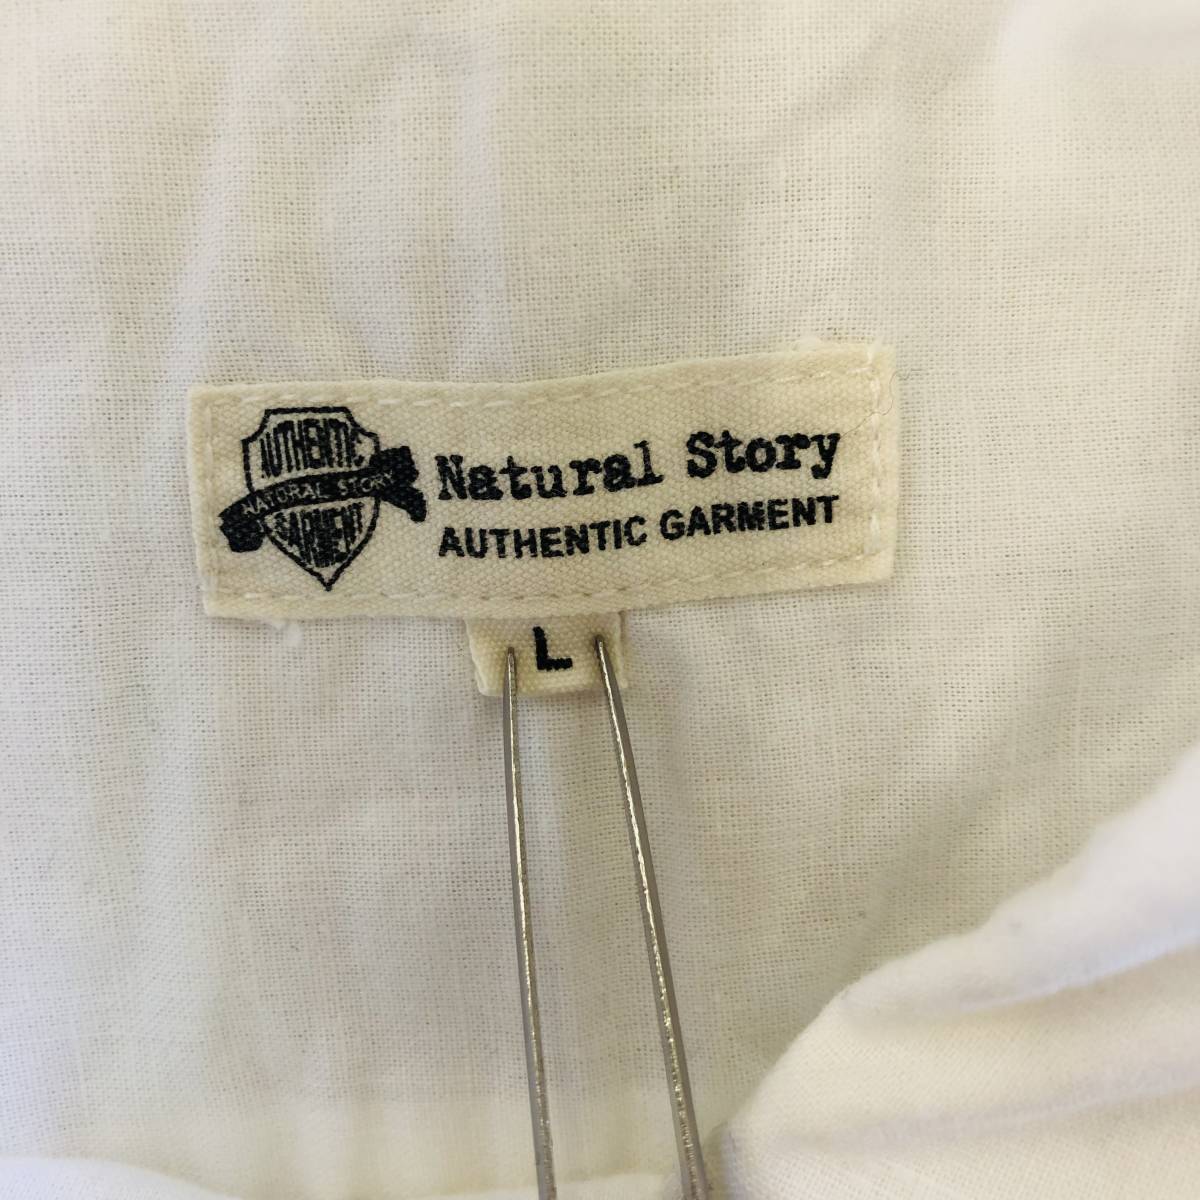 AUTHENTIC
NATURAL STORY
GARMENT
Natural Story
AUTHENTIC GARMENT
L